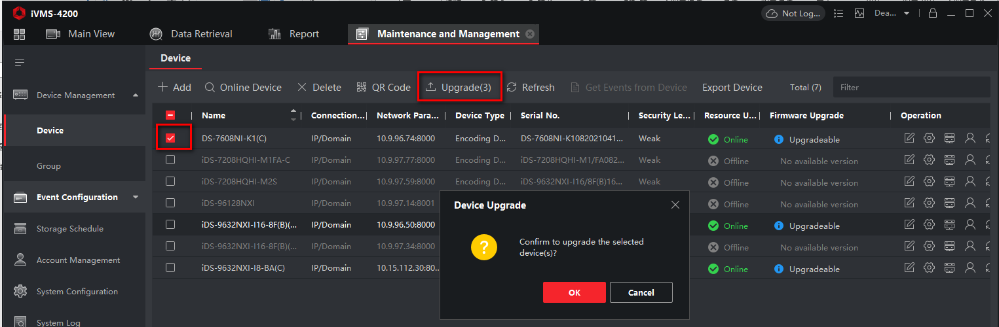 iVMS-4200
Not Log...
Dea...
Main View
Data Retrieval
Report
Maintenance and Management
Device
Add
Online Device
Delete
QR Code
Upgrade(3)
Refresh
Get Events from Device
Export Device
Total (7)
Filter
Device Management
Device
Group
Event Configuration
Storage Schedule
Account Management
System Configuration
System Log
Name Connection... Network Para... Device Type Serial No. Security Le... Resource U... Firmware Upgrade Operation
DS-7608NI-K1(C) IP/Domain 10.9.96.74:8000 Encoding D... DS-7608NI-K1082021041... Weak Online Upgradeable
iDS-7208HQHI-M1FA-C IP/Domain 10.9.97.77:8000 Encoding D... iDS-7208HQHI-M1/FA082... Weak Offline No available version
iDS-7208HQHI-M2S IP/Domain 10.9.97.59:8000 Encoding D... iDS-9632NXI-I16/8F(B)16... Weak Offline No available version
iDS-96128NXI IP/Domain 10.9.97.14:8001 Offline No available version
iDS-9632NXI-I16-8F(B)(... IP/Domain 10.9.96.50:8000 Online Upgradeable
iDS-9632NXI-I16-8F(B)(... IP/Domain 10.9.97.34:8000 Offline No available version
iDS-9632NXI-I8-BA(C) IP/Domain 10.15.112.30:80... Online Upgradeable
Device Upgrade
Confirm to upgrade the selected
device(s)?
OK
Cancel